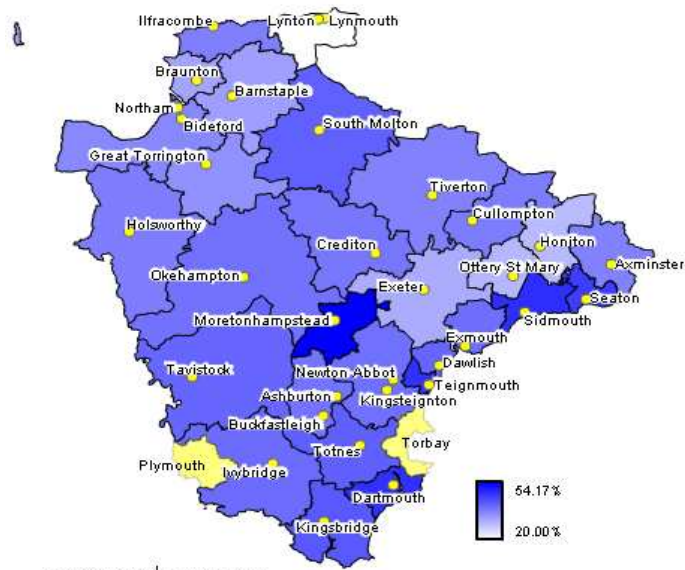 Ilfracombe
Lynton
Lynmouth
Braunton
Barnstaple
Northam
Bideford
South Molton
Great Torrington
Tiverton
Cullompton
Holsworthy
Crediton
Honiton
Okehampton
Ottery St Mary
Axminster
Exeter
Seaton
Moretonhampstead
Sidmouth
Exmouth
Dawlish
Newton Abbot
Tavistock
Teignmouth
Ashburton
Kingsteignton
Buckfastleigh
Torbay
Totnes
Plymouth
Ivybridge
Dartmouth
Kingsbridge
54.17%
20.00%